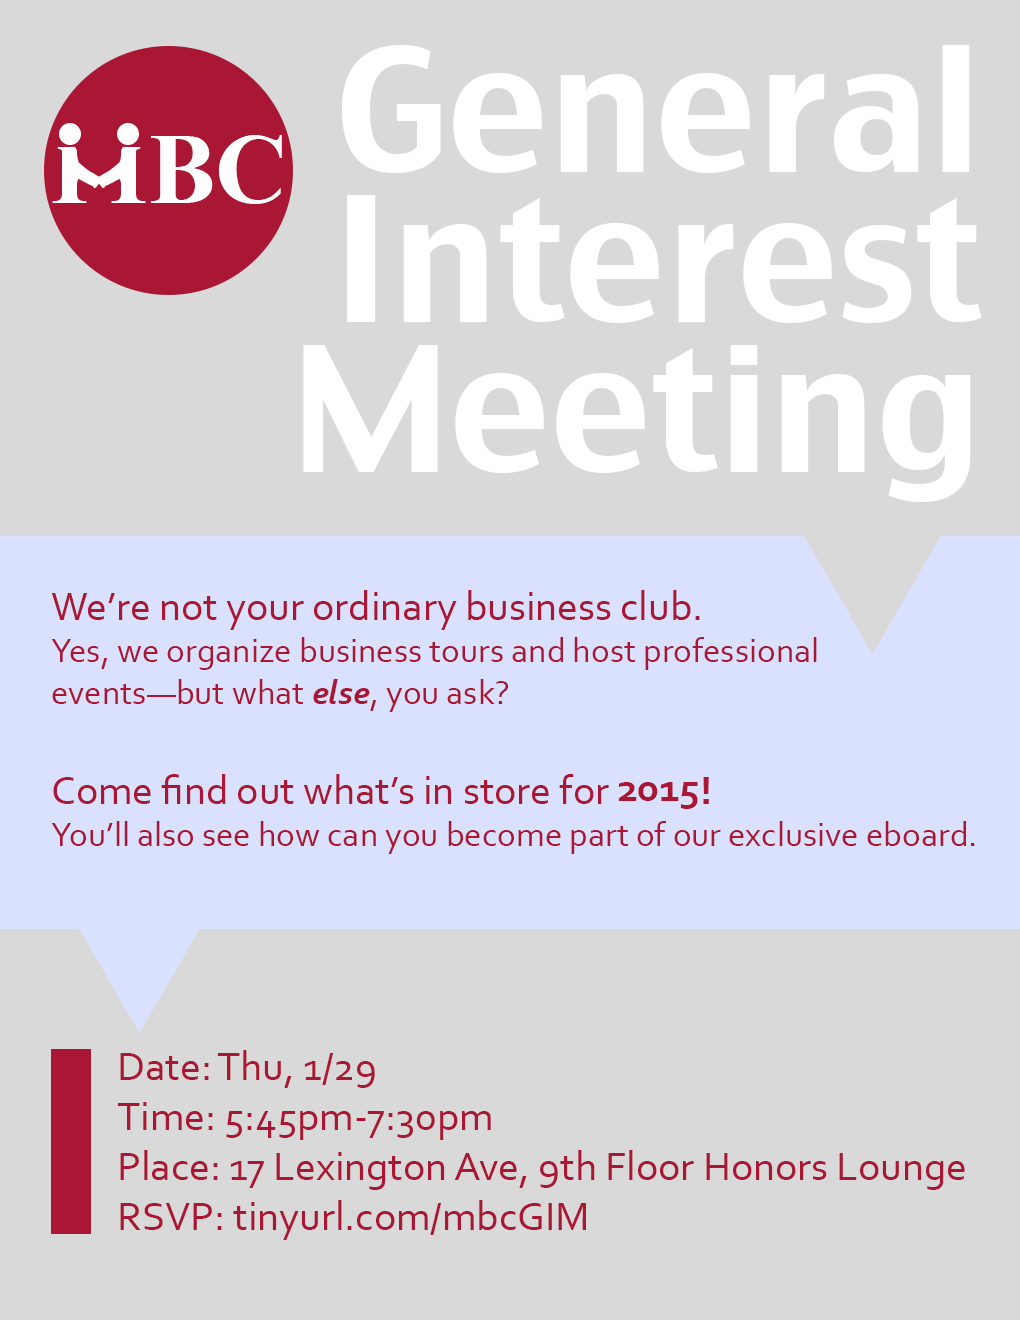 MBC
General
Interest
Meeting
We’re not your ordinary business club.
Yes, we organize business tours and host professional
events—but what else, you ask?
Come find out what’s in store for 2015!
You’ll also see how can you become part of our exclusive eboard.
Date: Thu, 1/29
Time: 5:45pm-7:30pm
Place: 17 Lexington Ave, 9th Floor Honors Lounge
RSVP: tinyurl.com/mbcGIM